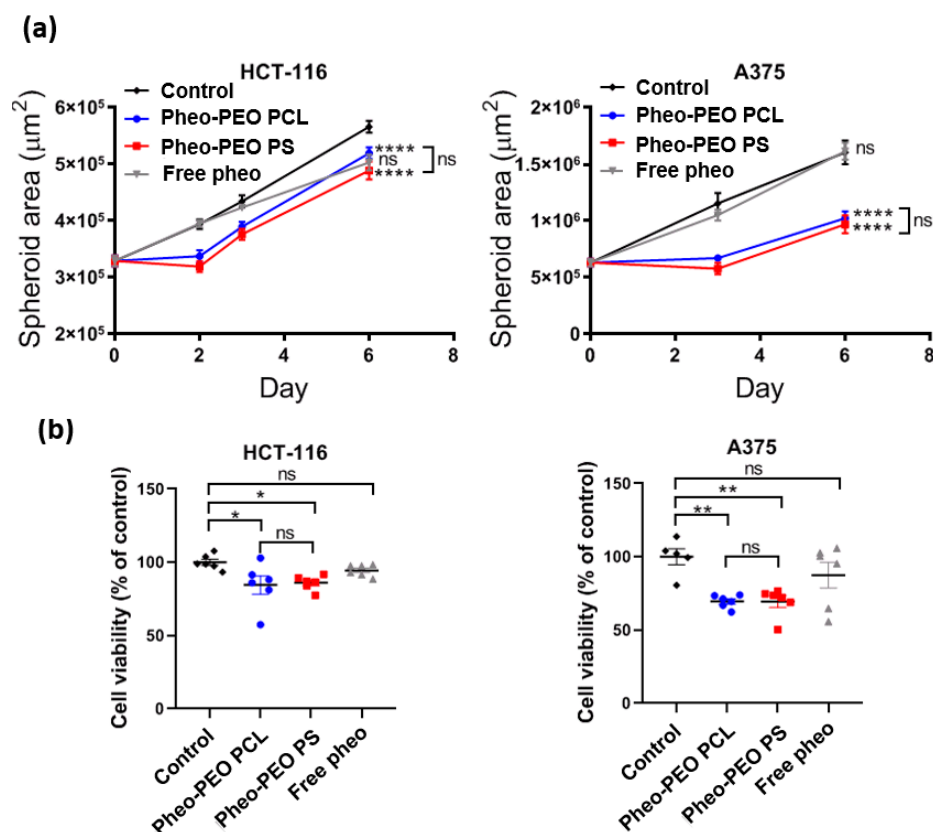 (a)
HCT-116
Control
Pheo-PEO PCL
Pheo-PEO PS
Free pheo
Spheroid area (μm²)
6×10⁵
5×10⁵
4×10⁵
3×10⁵
2×10⁵
0 2 4 6 8
Day
****
ns
****
ns
A375
Control
Pheo-PEO PCL
Pheo-PEO PS
Free pheo
Spheroid area (μm²)
2×10⁶
1.5×10⁶
1×10⁶
5×10⁵
0
0 2 4 6 8
Day
ns
****
****
ns
(b)
HCT-116
Cell viability (% of control)
150
100
50
0
ns
*
*
ns
Control
Pheo-PEO PCL
Pheo-PEO PS
Free pheo
A375
Cell viability (% of control)
150
100
50
0
ns
**
**
ns
Control
Pheo-PEO PCL
Pheo-PEO PS
Free pheo